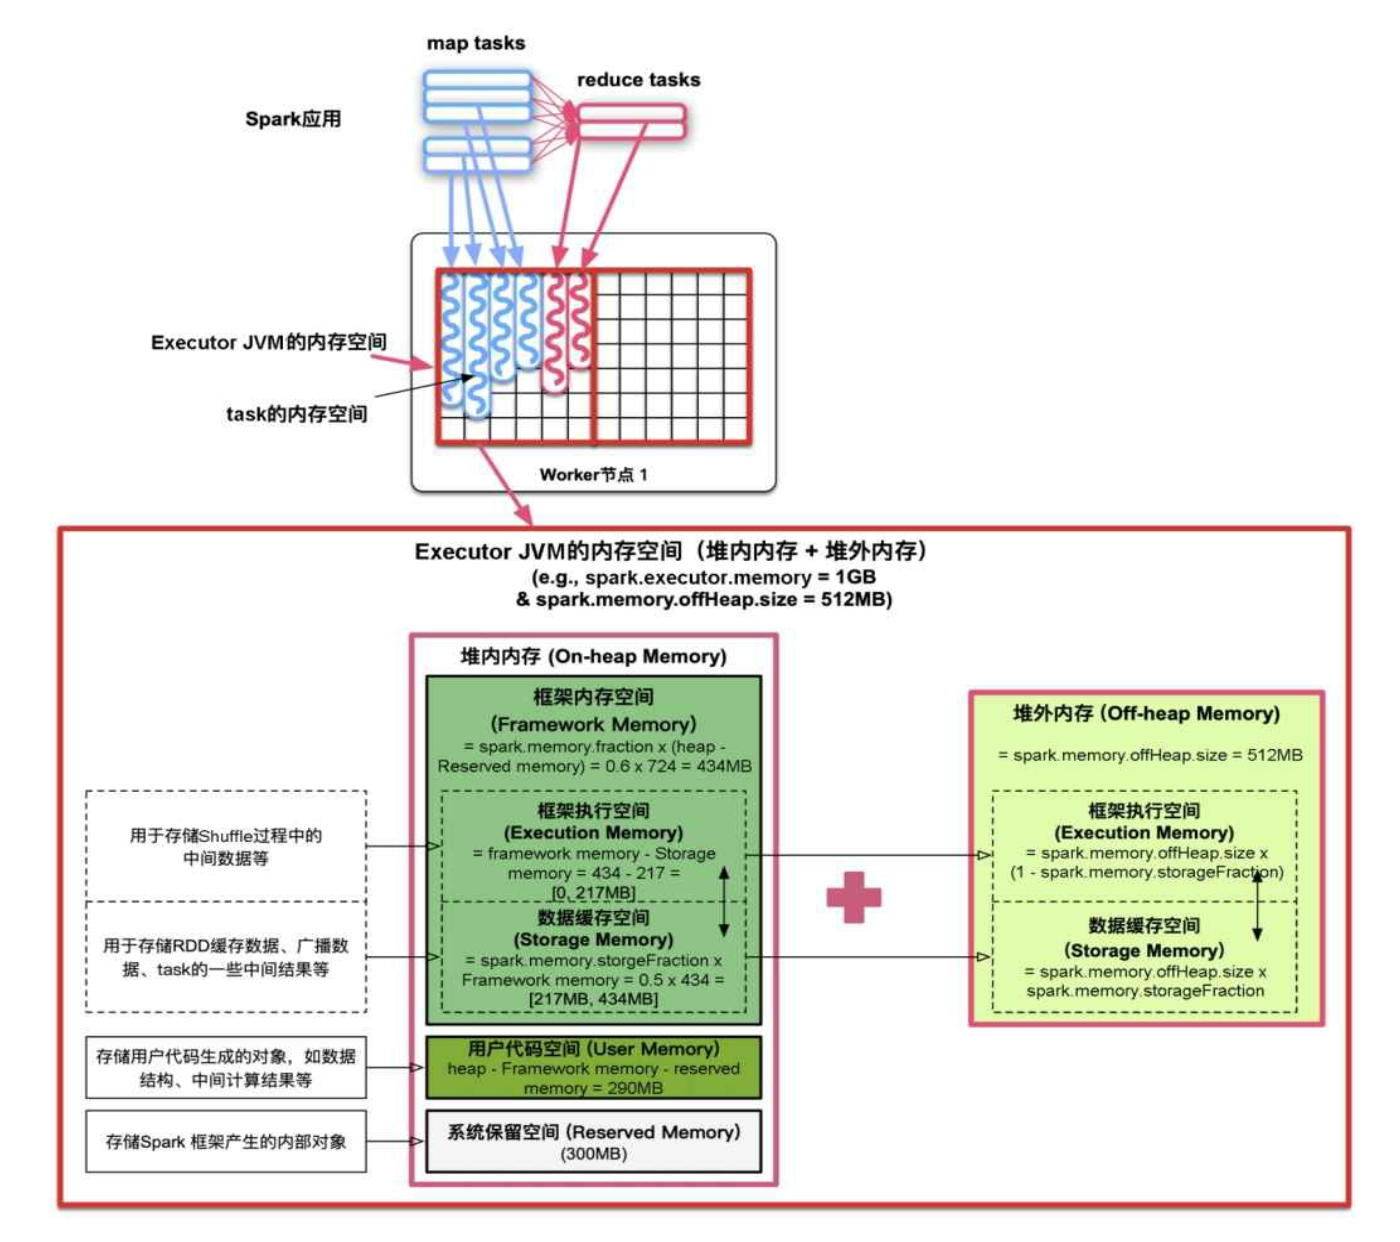 map tasks
reduce tasks
Spark应用
Executor JVM的内存空间
task的内存空间
Worker节点 1
Executor JVM的内存空间（堆内内存 + 堆外内存）
(e.g., spark.executor.memory = 1GB
& spark.memory.offHeap.size = 512MB)
堆内内存 (On-heap Memory)
框架内存空间
(Framework Memory)
= spark.memory.fraction x (heap -
Reserved memory) = 0.6 x 724 = 434MB
框架执行空间
(Execution Memory)
= framework memory - Storage
memory = 434 - 217 =
[0, 217MB]
数据缓存空间
(Storage Memory)
= spark.memory.storgeFraction x
Framework memory = 0.5 x 434 =
[217MB, 434MB]
用户代码空间 (User Memory)
heap - Framework memory - reserved
memory = 290MB
系统保留空间 (Reserved Memory)
(300MB)
用于存储Shuffle过程中的
中间数据等
用于存储RDD缓存数据、广播数
据、task的一些中间结果等
存储用户代码生成的对象，如数据
结构、中间计算结果等
存储Spark 框架产生的内部对象
堆外内存 (Off-heap Memory)
= spark.memory.offHeap.size = 512MB
框架执行空间
(Execution Memory)
= spark.memory.offHeap.size x
(1 - spark.memory.storageFraction)
数据缓存空间
(Storage Memory)
= spark.memory.offHeap.size x
spark.memory.storageFraction